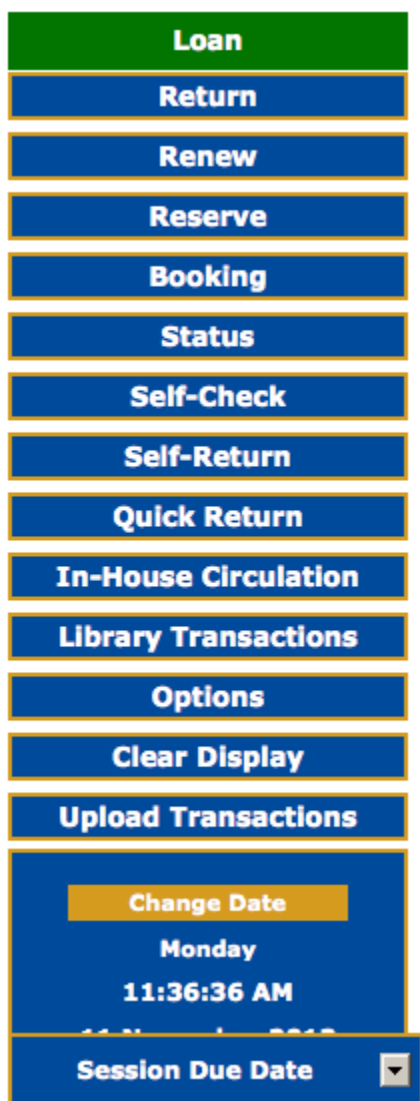 Loan
Return
Renew
Reserve
Booking
Status
Self-Check
Self-Return
Quick Return
In-House Circulation
Library Transactions
Options
Clear Display
Upload Transactions
Change Date
Monday
11:36:36 AM
Session Due Date